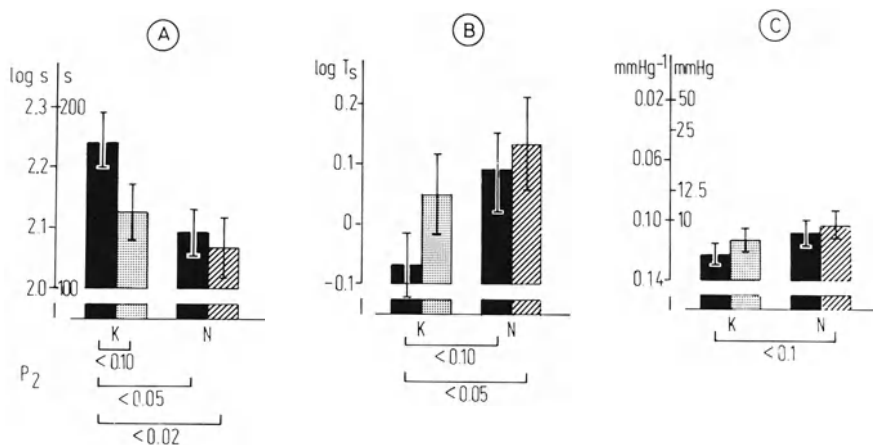 A B C
log s s log Ts mmHg⁻¹ mmHg
2.3 200 0.2 0.02 50
25
2.2 0.1 0.06
12.5
2.1 0 0.10 10
2.0 100 −0.1 0.14
K N K N K N
<0.10 <0.10 <0.1
P2
<0.05 <0.05
<0.02